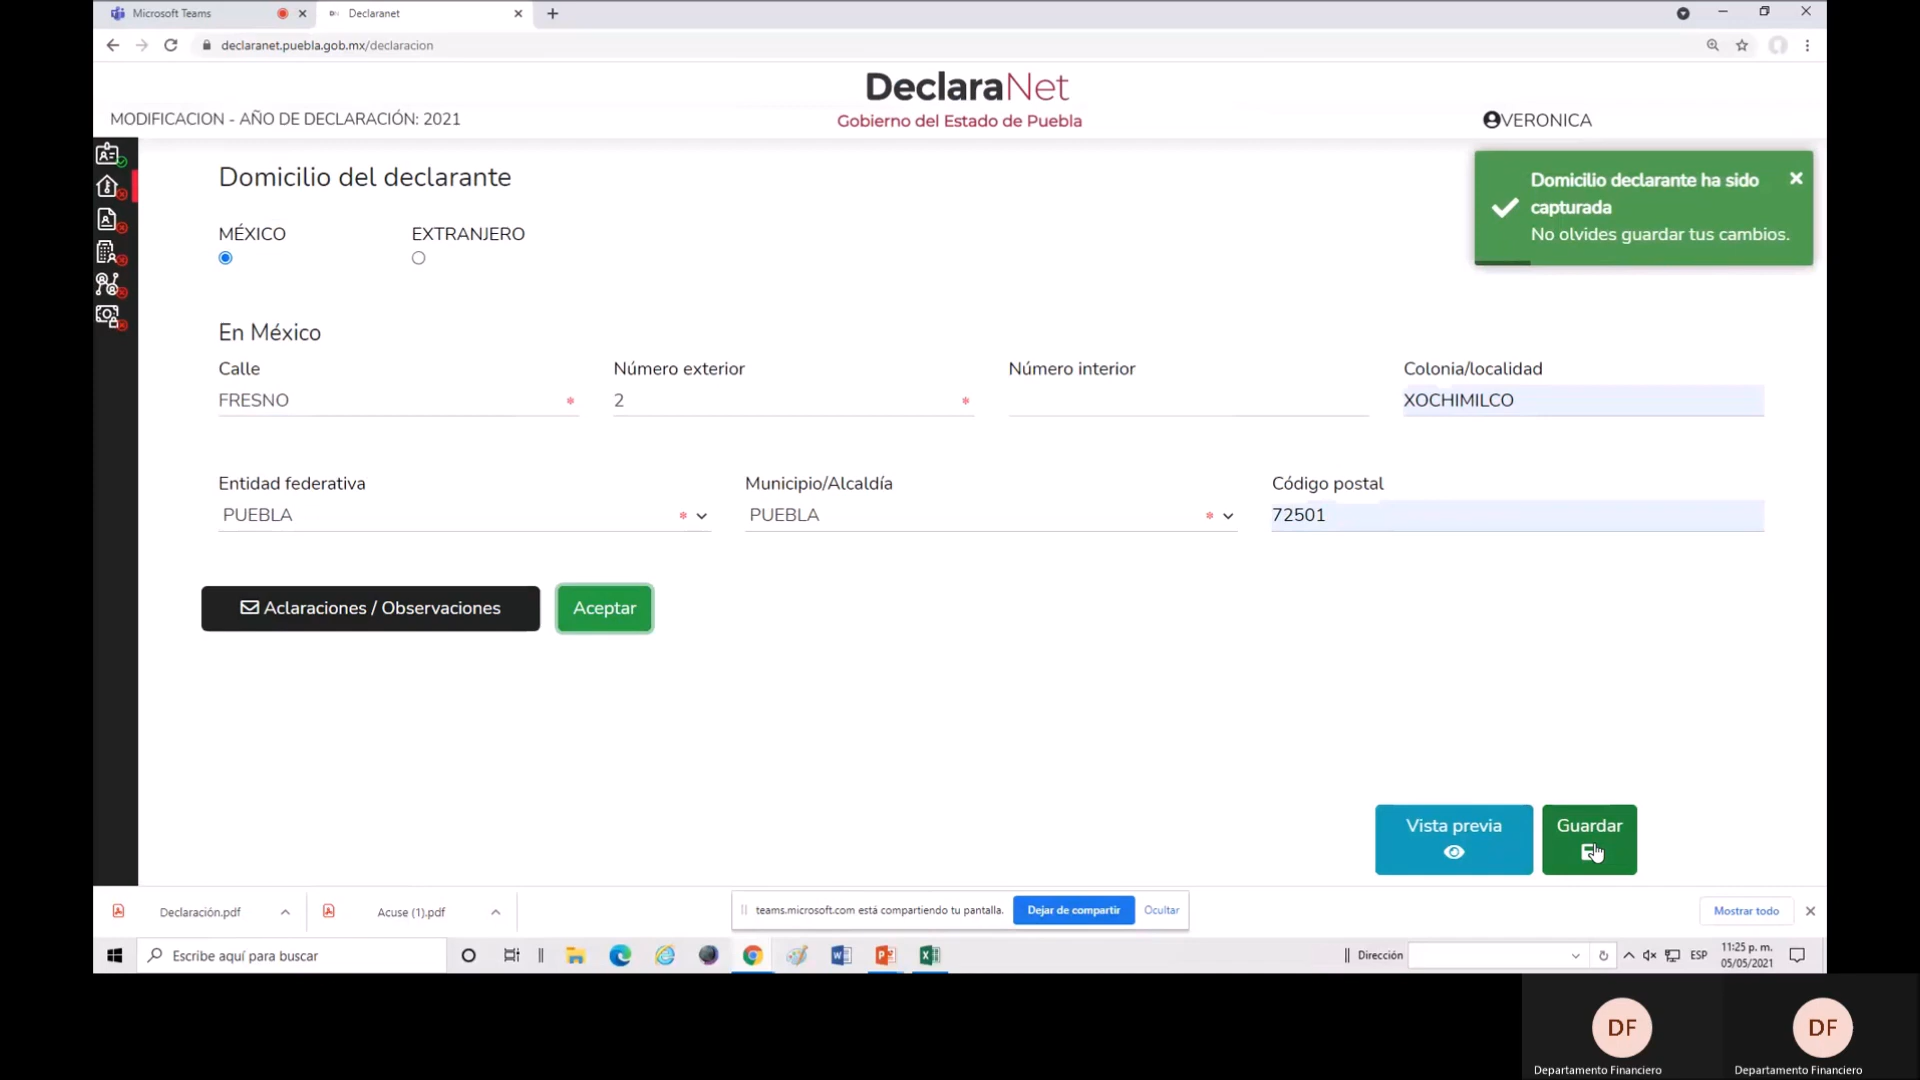 Microsoft Teams
Declaranet
declaranet.puebla.gob.mx/declaracion
DeclaraNet
MODIFICACION - AÑO DE DECLARACIÓN: 2021
Gobierno del Estado de Puebla
VERONICA
Domicilio declarante ha sido
capturada
No olvides guardar tus cambios.
Domicilio del declarante
MÉXICO
EXTRANJERO
En México
Calle
Número exterior
Número interior
Colonia/localidad
FRESNO *
2 *
XOCHIMILCO
Entidad federativa
Municipio/Alcaldía
Código postal
PUEBLA *
PUEBLA *
72501
Aclaraciones / Observaciones
Aceptar
Vista previa
Guardar
Declaración.pdf
Acuse (1).pdf
teams.microsoft.com está compartiendo tu pantalla.
Dejar de compartir
Ocultar
Mostrar todo
Escribe aquí para buscar
Dirección
ESP
11:25 p. m.
05/05/2021
DF
DF
Departamento Financiero
Departamento Financiero